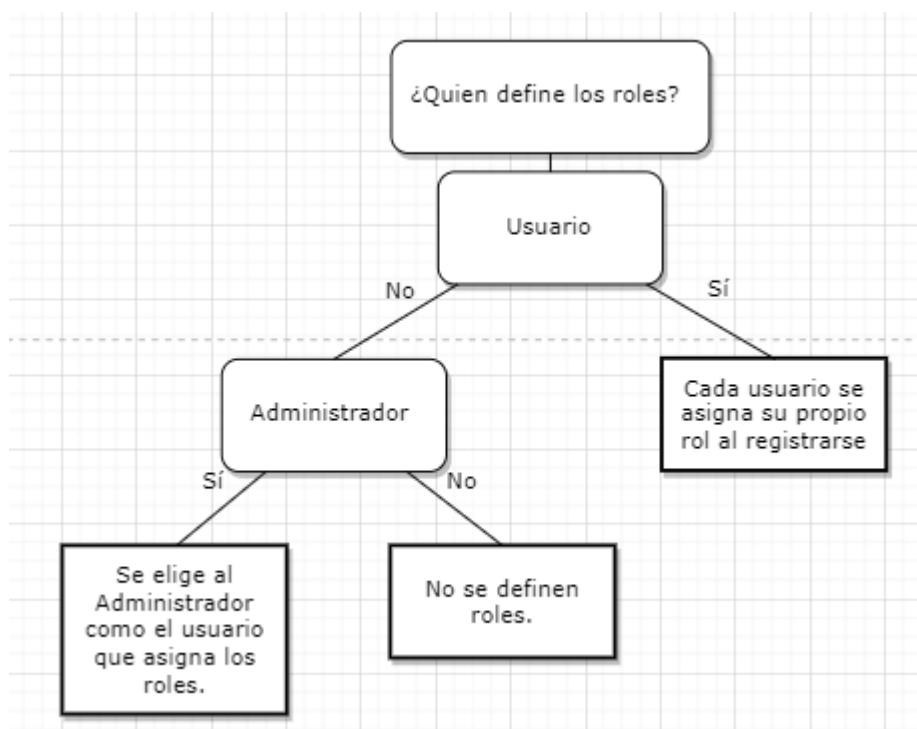 ¿Quien define los roles?
Usuario
No
Sí
Administrador
Cada usuario se
asigna su propio
rol al registrarse
Sí
No
Se elige al
Administrador
como el usuario
que asigna los
roles.
No se definen
roles.